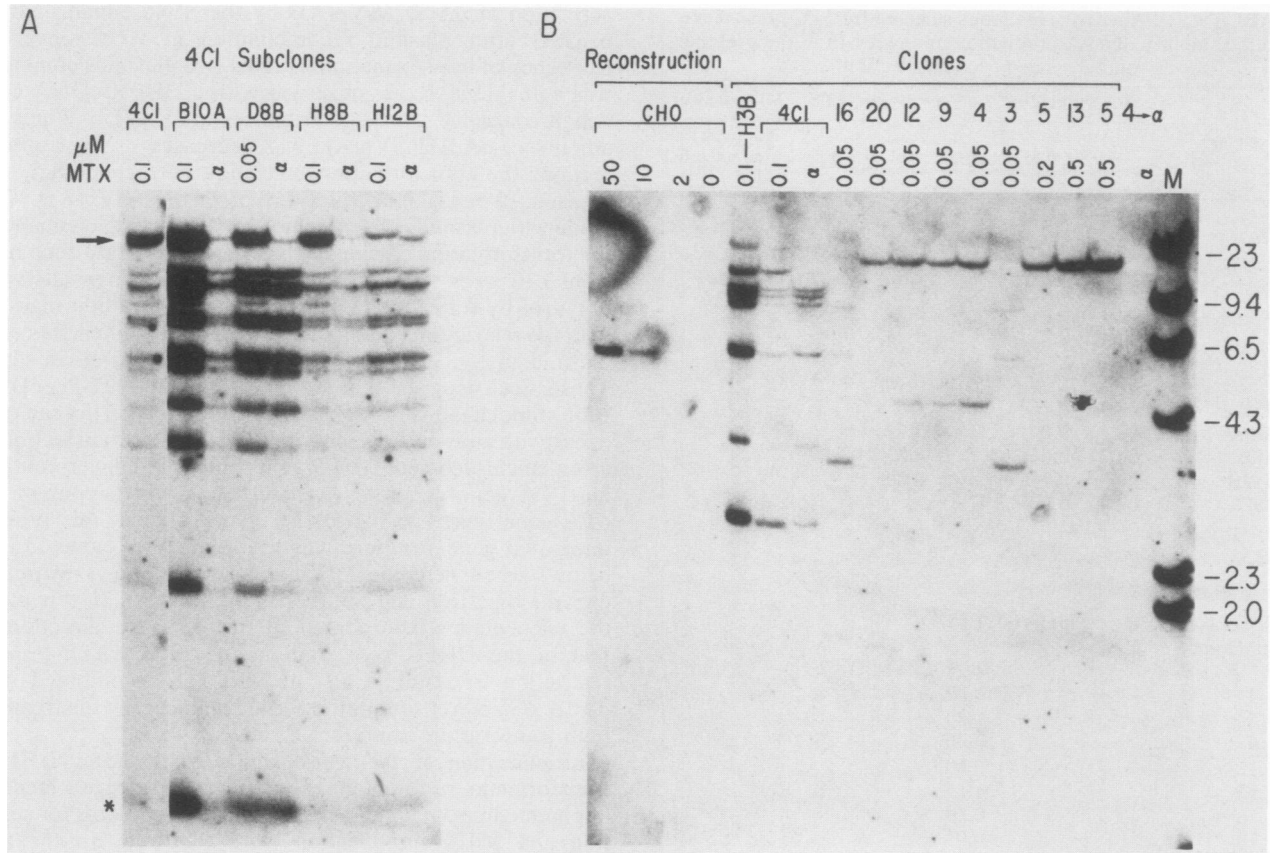 A
4Cl Subclones
4Cl B10A D8B H8B H12B
μM MTX 0.1 0.1 α 0.05 α 0.1 α 0.1 α
*
B
Reconstruction Clones
CHO 0.1–H3B 4Cl 16 20 12 9 4 3 5 13 5 4→α
50 10 2 0 0.1 α 0.05 0.05 0.05 0.05 0.05 0.05 0.2 0.5 0.5 α M
–23
–9.4
–6.5
–4.3
–2.3
–2.0